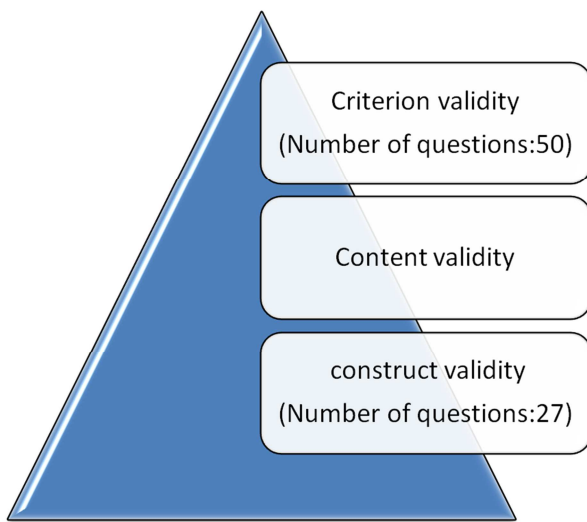 Criterion validity
(Number of questions:50)
Content validity
construct validity
(Number of questions:27)